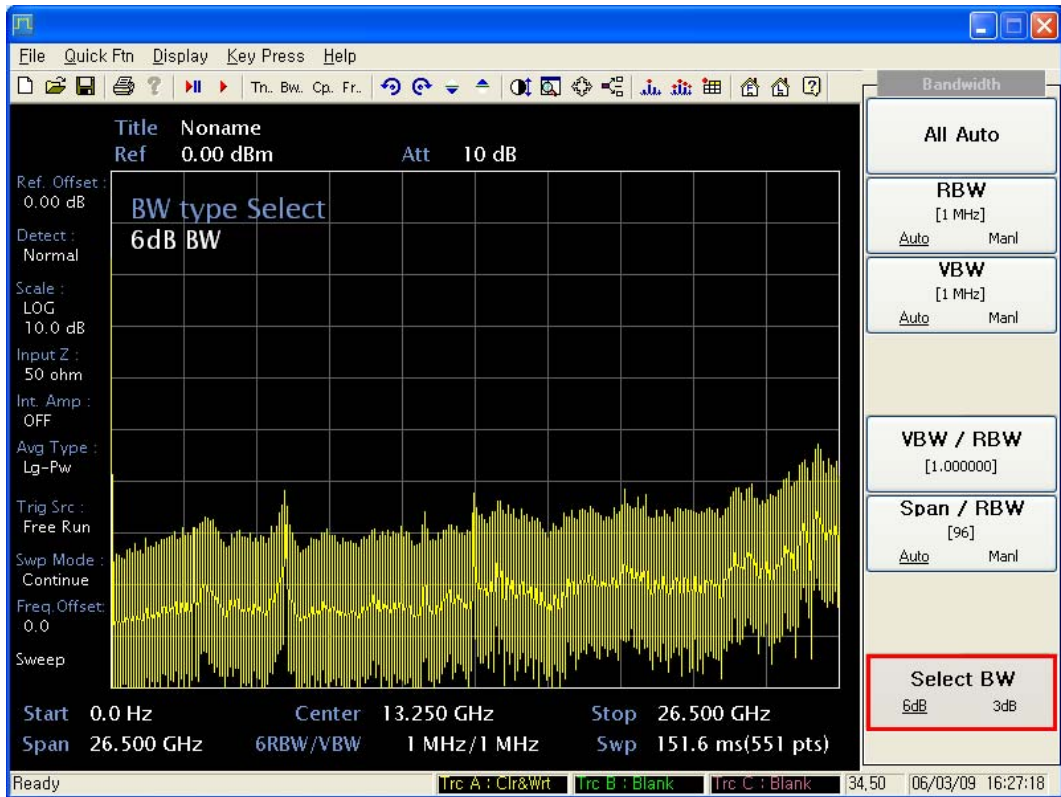 File Quick Ftn Display Key Press Help
Tn.. Bw.. Cp.. Fr..
Title Noname
Ref 0.00 dBm Att 10 dB
Ref. Offset :
0.00 dB
Detect :
Normal
Scale :
LOG
10.0 dB
Input Z :
50 ohm
Int. Amp :
OFF
Avg Type :
Lg-Pw
Trig Src :
Free Run
Swp Mode :
Continue
Freq.Offset:
0.0
Sweep
BW type Select
6dB BW
Start 0.0 Hz Center 13.250 GHz Stop 26.500 GHz
Span 26.500 GHz 6RBW/VBW 1 MHz/1 MHz Swp 151.6 ms(551 pts)
Bandwidth
All Auto
RBW
[1 MHz]
Auto Manl
VBW
[1 MHz]
Auto Manl
VBW / RBW
[1.000000]
Span / RBW
[96]
Auto Manl
Select BW
6dB 3dB
Ready Trc A : Clr&Wrt Trc B : Blank Trc C : Blank 34,50 06/03/09 16:27:18